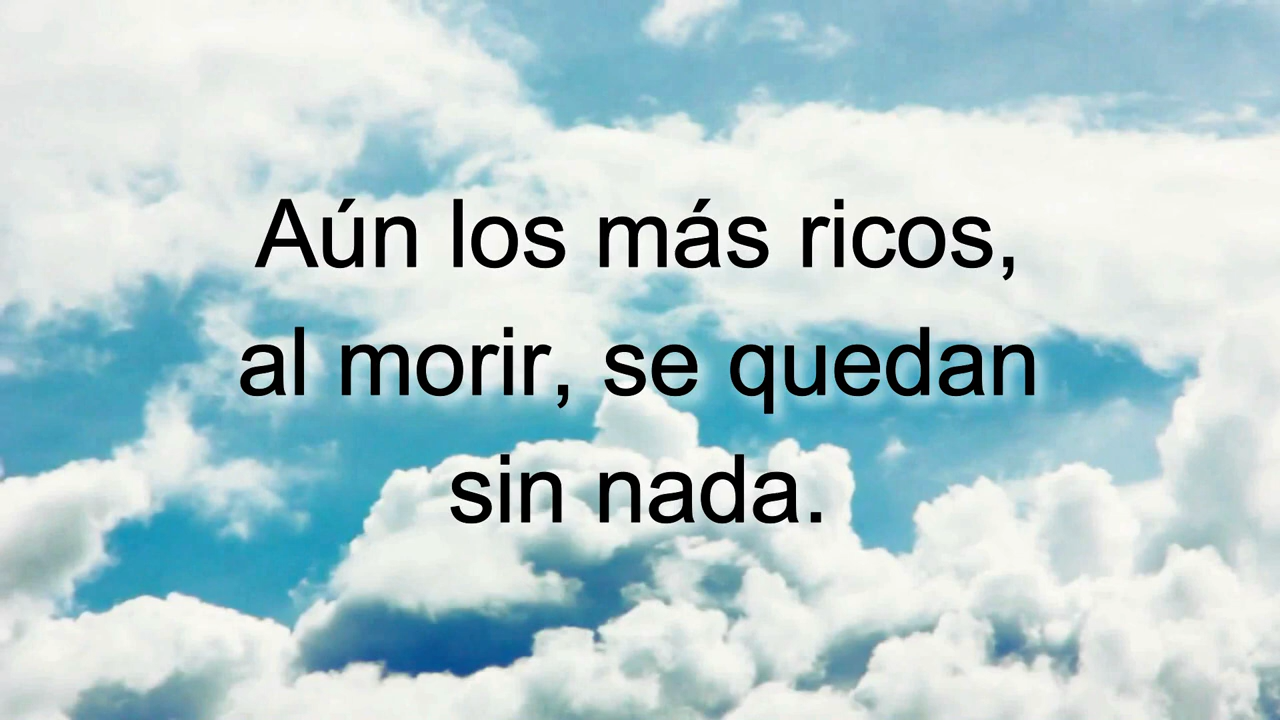 Aún los más ricos,
al morir, se quedan
sin nada.